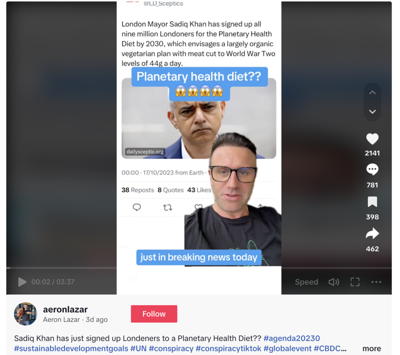 @LD_Sceptics
London Mayor Sadiq Khan has signed up all
nine million Londoners for the Planetary Health
Diet by 2030, which envisages a largely organic
vegetarian plan with meat cut to World War Two
levels of 44g a day.
Planetary health diet??
😱😱😱😱
dailysceptic.org
00:00 · 17/10/2023 from Earth ·
38 Reposts 8 Quotes 43 Likes
just in breaking news today
2141
781
398
462
00:02 / 03:37
Speed
aeronlazar
Aeron Lazar · 3d ago
Follow
Sadiq Khan has just signed up Londoners to a Planetary Health Diet?? #agenda20230
#sustainabledevelopmentgoals #UN #conspiracy #conspiracytiktok #globalevent #CBDC...
more